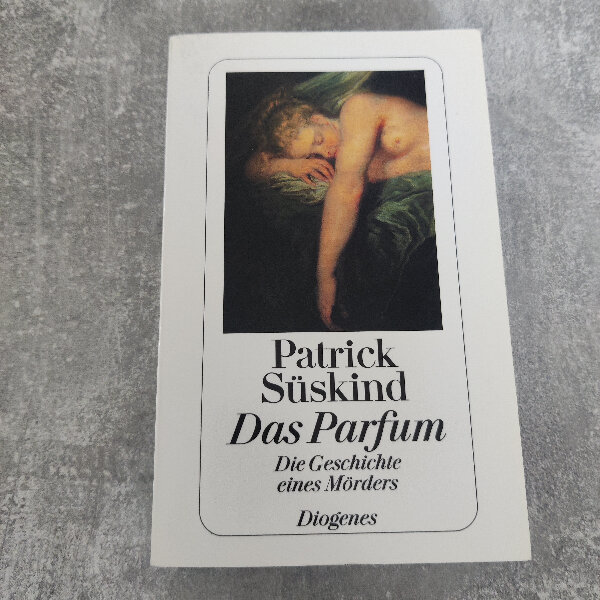 Patrick
Süskind
Das Parfum
Die Geschichte
eines Mörders
Diogenes